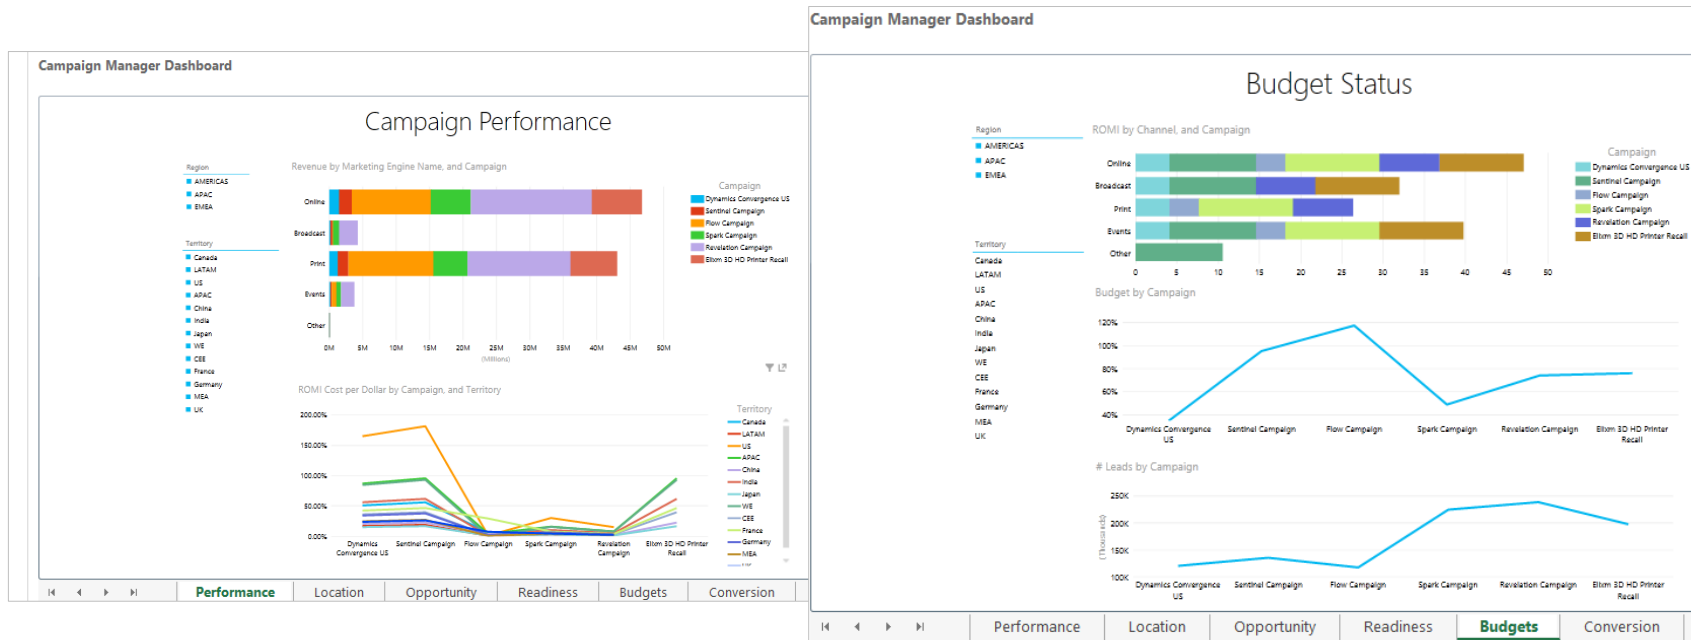 Campaign Manager Dashboard
Campaign Performance
Region
AMERICAS
APAC
EMEA
Territory
Canada
LATAM
US
APAC
China
India
Japan
WE
CEE
France
Germany
MEA
UK
Revenue by Marketing Engine Name, and Campaign
Online
Broadcast
Print
Events
Other
0M 5M 10M 15M 20M 25M 30M 35M 40M 45M 50M
(Millions)
Campaign
Dynamics Convergence US
Sentinel Campaign
Flow Campaign
Spark Campaign
Revelation Campaign
Elixm 3D HD Printer Recall
ROMI Cost per Dollar by Campaign, and Territory
200.00%
150.00%
100.00%
50.00%
0.00%
Dynamics Convergence US
Sentinel Campaign
Flow Campaign
Spark Campaign
Revelation Campaign
Elixm 3D HD Printer Recall
Territory
Canada
LATAM
US
APAC
China
India
Japan
WE
CEE
France
Germany
MEA
Performance Location Opportunity Readiness Budgets Conversion
Campaign Manager Dashboard
Budget Status
Region
AMERICAS
APAC
EMEA
Territory
Canada
LATAM
US
APAC
China
India
Japan
WE
CEE
France
Germany
MEA
UK
ROMI by Channel, and Campaign
Online
Broadcast
Print
Events
Other
0 5 10 15 20 25 30 35 40 45 50
Campaign
Dynamics Convergence US
Sentinel Campaign
Flow Campaign
Spark Campaign
Revelation Campaign
Elixm 3D HD Printer Recall
Budget by Campaign
120%
100%
80%
60%
40%
Dynamics Convergence US
Sentinel Campaign
Flow Campaign
Spark Campaign
Revelation Campaign
Elixm 3D HD Printer Recall
# Leads by Campaign
(Thousands)
250K
200K
150K
100K
Dynamics Convergence US
Sentinel Campaign
Flow Campaign
Spark Campaign
Revelation Campaign
Elixm 3D HD Printer Recall
Performance Location Opportunity Readiness Budgets Conversion